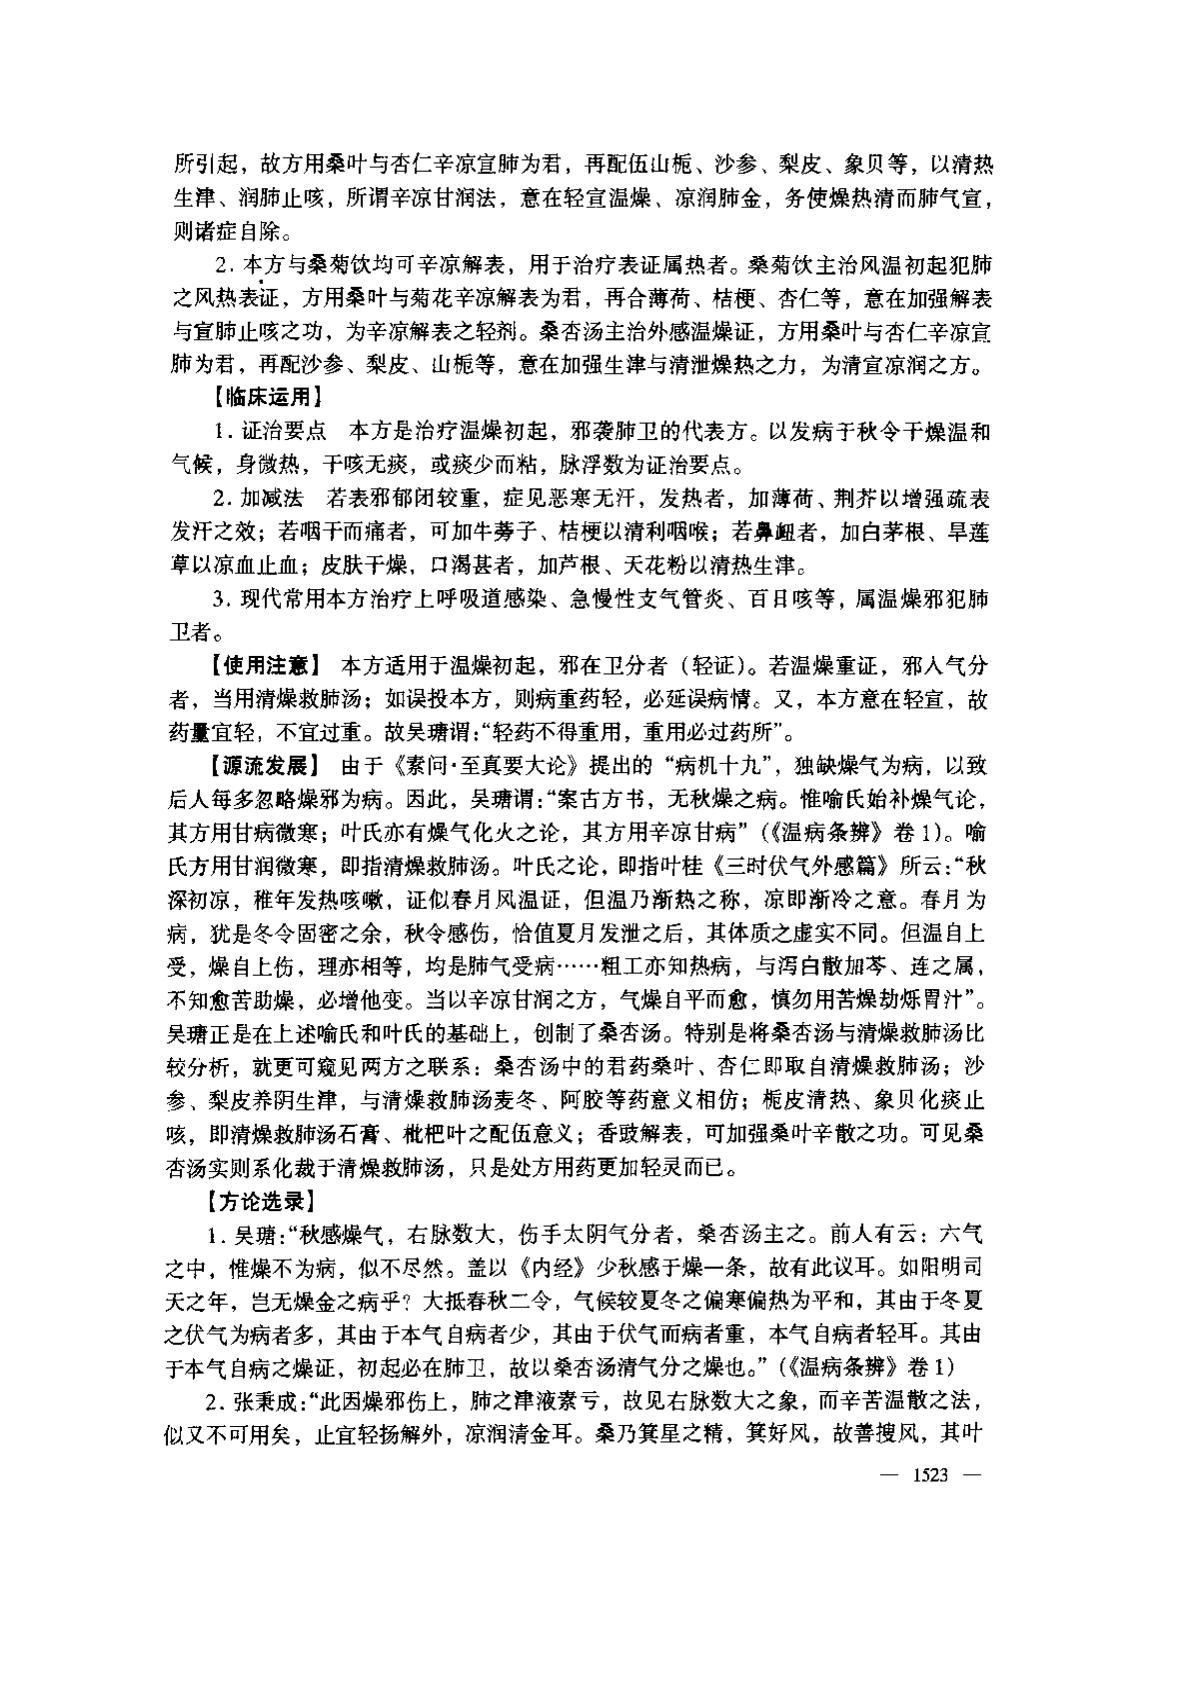 所引起，故方用桑叶与杏仁辛凉宣肺为君，再配伍山栀、沙参、梨皮、象贝等，以清热
生津、润肺止咳，所谓辛凉甘润法，意在轻宣温燥、凉润肺金，务使燥热清而肺气宣，
则诸症自除。
2. 本方与桑菊饮均可辛凉解表，用于治疗表证属热者。桑菊饮主治风温初起犯肺
之风热表证，方用桑叶与菊花辛凉解表为君，再合薄荷、桔梗、杏仁等，意在加强解表
与宣肺止咳之功，为辛凉解表之轻剂。桑杏汤主治外感温燥证，方用桑叶与杏仁辛凉宣
肺为君，再配沙参、梨皮、山栀等，意在加强生津与清泄燥热之力，为清宣凉润之方。
【临床运用】
1. 证治要点　本方是治疗温燥初起，邪袭肺卫的代表方。以发病于秋令干燥温和
气候，身微热，干咳无痰，或痰少而粘，脉浮数为证治要点。
2. 加减法　若表邪郁闭较重，症见恶寒无汗，发热者，加薄荷、荆芥以增强疏表
发汗之效；若咽干而痛者，可加牛蒡子、桔梗以清利咽喉；若鼻衄者，加白茅根、旱莲
草以凉血止血；皮肤干燥，口渴甚者，加芦根、天花粉以清热生津。
3. 现代常用本方治疗上呼吸道感染、急慢性支气管炎、百日咳等，属温燥邪犯肺
卫者。
【使用注意】　本方适用于温燥初起，邪在卫分者（轻证）。若温燥重证，邪入气分
者，当用清燥救肺汤；如误投本方，则病重药轻，必延误病情。又，本方意在轻宣，故
药量宜轻，不宜过重。故吴瑭谓：“轻药不得重用，重用必过药所”。
【源流发展】　由于《素问·至真要大论》提出的“病机十九”，独缺燥气为病，以致
后人每多忽略燥邪为病。因此，吴瑭谓：“案古方书，无秋燥之病。惟喻氏始补燥气论，
其方用甘病微寒；叶氏亦有燥气化火之论，其方用辛凉甘病”（《温病条辨》卷 1）。喻
氏方用甘润微寒，即指清燥救肺汤。叶氏之论，即指叶桂《三时伏气外感篇》所云：“秋
深初凉，稚年发热咳嗽，证似春月风温证，但温乃渐热之称，凉即渐冷之意。春月为
病，犹是冬令固密之余，秋令感伤，恰值夏月发泄之后，其体质之虚实不同。但温自上
受，燥自上伤，理亦相等，均是肺气受病……粗工亦知热病，与泻白散加芩、连之属，
不知愈苦助燥，必增他变。当以辛凉甘润之方，气燥自平而愈，慎勿用苦燥劫烁胃汁”。
吴瑭正是在上述喻氏和叶氏的基础上，创制了桑杏汤。特别是将桑杏汤与清燥救肺汤比
较分析，就更可窥见两方之联系：桑杏汤中的君药桑叶、杏仁即取自清燥救肺汤；沙
参、梨皮养阴生津，与清燥救肺汤麦冬、阿胶等药意义相仿；栀皮清热、象贝化痰止
咳，即清燥救肺汤石膏、枇杷叶之配伍意义；香豉解表，可加强桑叶辛散之功。可见桑
杏汤实则系化裁于清燥救肺汤，只是处方用药更加轻灵而已。
【方论选录】
1. 吴瑭：“秋感燥气，右脉数大，伤手太阴气分者，桑杏汤主之。前人有云：六气
之中，惟燥不为病，似不尽然。盖以《内经》少秋感于燥一条，故有此议耳。如阳明司
天之年，岂无燥金之病乎？大抵春秋二令，气候较夏冬之偏寒偏热为平和，其由于冬夏
之伏气为病者多，其由于本气自病者少，其由于伏气而病者重，本气自病者轻耳。其由
于本气自病之燥证，初起必在肺卫，故以桑杏汤清气分之燥也。”（《温病条辨》卷 1）
2. 张秉成：“此因燥邪伤上，肺之津液素亏，故见右脉数大之象，而辛苦温散之法，
似又不可用矣，止宜轻扬解外，凉润清金耳。桑乃箕星之精，箕好风，故善搜风，其叶
— 1523 —